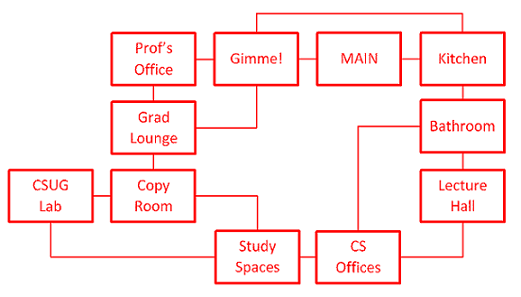 Prof's
Office
Gimme!
MAIN
Kitchen
Grad
Lounge
Bathroom
CSUG
Lab
Copy
Room
Lecture
Hall
Study
Spaces
CS
Offices